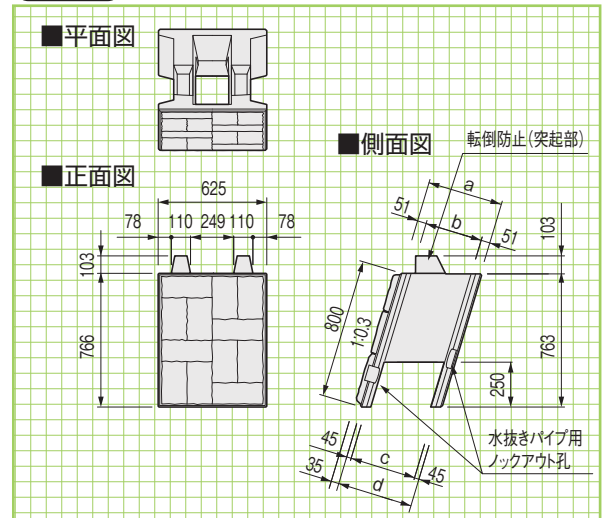 ■平面図
■正面図
625
78 110 249 110 78
103
766
■側面図
転倒防止（突起部）
a
51 b 51
103
800
1:0.3
763
250
水抜きパイプ用
ノックアウト孔
45 c 45
35 d